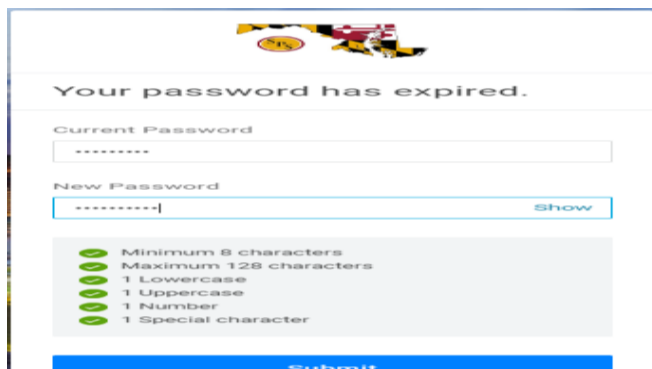 Your password has expired.
Current Password
New Password
Show
Minimum 8 characters
Maximum 128 characters
1 Lowercase
1 Uppercase
1 Number
1 Special character
Submit